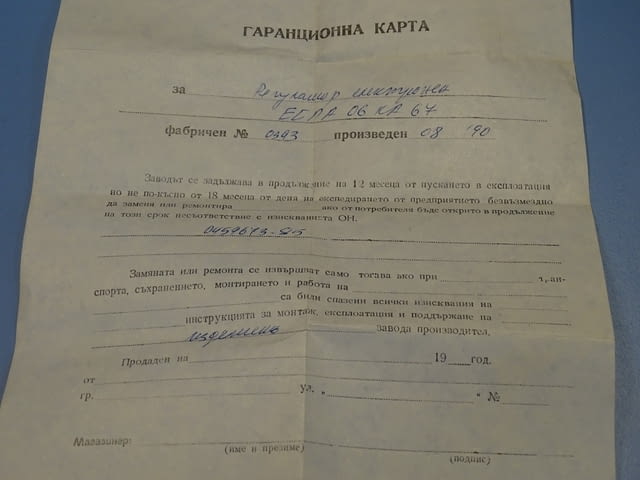 ГАРАНЦИОННА КАРТА
за Регулатор електронен
ЕСПА 06 КА 67
фабричен № 0393 произведен 08 '90
Заводът се задължава в продължение на 12 месеца от пускането в експлоатация
но не по-късно от 18 месеца от деня на експедирането от предприятието безвъзмездно
да замени или ремонтира ако от потребителя бъде открито в продължение
на този срок несъответствие с изискванията ОН.
0459673-85
Замяната или ремонта се извършват само тогава ако при тран-
спорта, съхранението, монтирането и работа на
са били спазени всички изисквания на
инструкцията за монтаж, експлоатация и поддържане на
завода производител.
Продаден на 19 год.
от
гр. ул. „ " №
Магазинер:
(име и презиме)
(подпис)